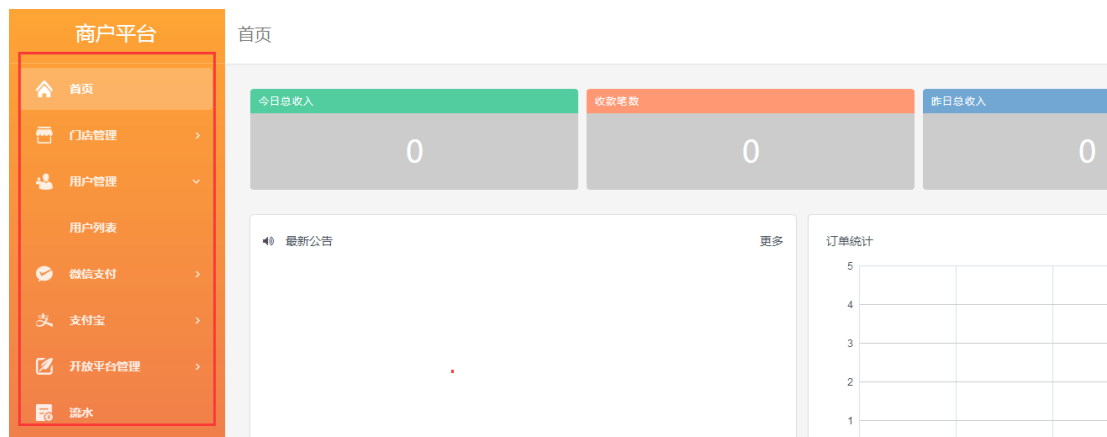 商户平台
首页
首页
门店管理
用户管理
用户列表
微信支付
支付宝
开放平台管理
流水
今日总收入
收款笔数
昨日总收入
0
0
0
最新公告
更多
订单统计
5
4
3
2
1